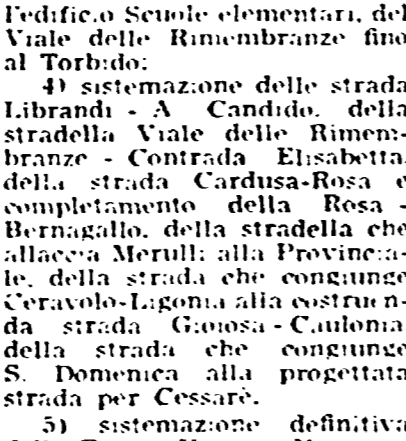 l'edificio Scuole elementari, del
Viale delle Rimembranze fino
al Torbido;
4) sistemazione delle strada
Librandi - A Candido, della
stradella Viale delle Rimem-
branze - Contrada Elisabetta,
della strada Cardusa-Rosa e
completamento della Rosa -
Bernagallo, della stradella che
allaccia Merulli alla Provincia-
le, della strada che congiunge
Ceravolo-Ligonia alla costruen-
da strada Gioiosa - Caulonia
della strada che congiunge
S. Domenica alla progettata
strada per Cessarè.
5) sistemazione definitiva